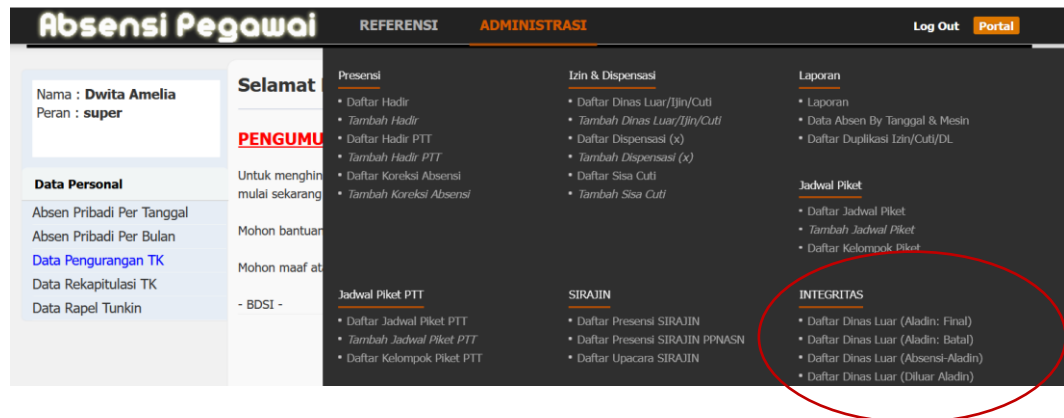 Absensi Pegawai
REFERENSI
ADMINISTRASI
Log Out
Portal
Nama : Dwita Amelia
Peran : super
Data Personal
Absen Pribadi Per Tanggal
Absen Pribadi Per Bulan
Data Pengurangan TK
Data Rekapitulasi TK
Data Rapel Tunkin
Selamat
PENGUMU
Untuk menghin
mulai sekarang
Mohon bantuan
Mohon maaf at
- BDSI -
Presensi
• Daftar Hadir
• Tambah Hadir
• Daftar Hadir PTT
• Tambah Hadir PTT
• Daftar Koreksi Absensi
• Tambah Koreksi Absensi
Izin & Dispensasi
• Daftar Dinas Luar/Ijin/Cuti
• Tambah Dinas Luar/Ijin/Cuti
• Daftar Dispensasi (x)
• Tambah Dispensasi (x)
• Daftar Sisa Cuti
• Tambah Sisa Cuti
Laporan
• Laporan
• Data Absen By Tanggal & Mesin
• Daftar Duplikasi Izin/Cuti/DL
Jadwal Piket
• Daftar Jadwal Piket
• Tambah Jadwal Piket
• Daftar Kelompok Piket
Jadwal Piket PTT
• Daftar Jadwal Piket PTT
• Tambah Jadwal Piket PTT
• Daftar Kelompok Piket PTT
SIRAJIN
• Daftar Presensi SIRAJIN
• Daftar Presensi SIRAJIN PPNASN
• Daftar Upacara SIRAJIN
INTEGRITAS
• Daftar Dinas Luar (Aladin: Final)
• Daftar Dinas Luar (Aladin: Batal)
• Daftar Dinas Luar (Absensi-Aladin)
• Daftar Dinas Luar (Diluar Aladin)